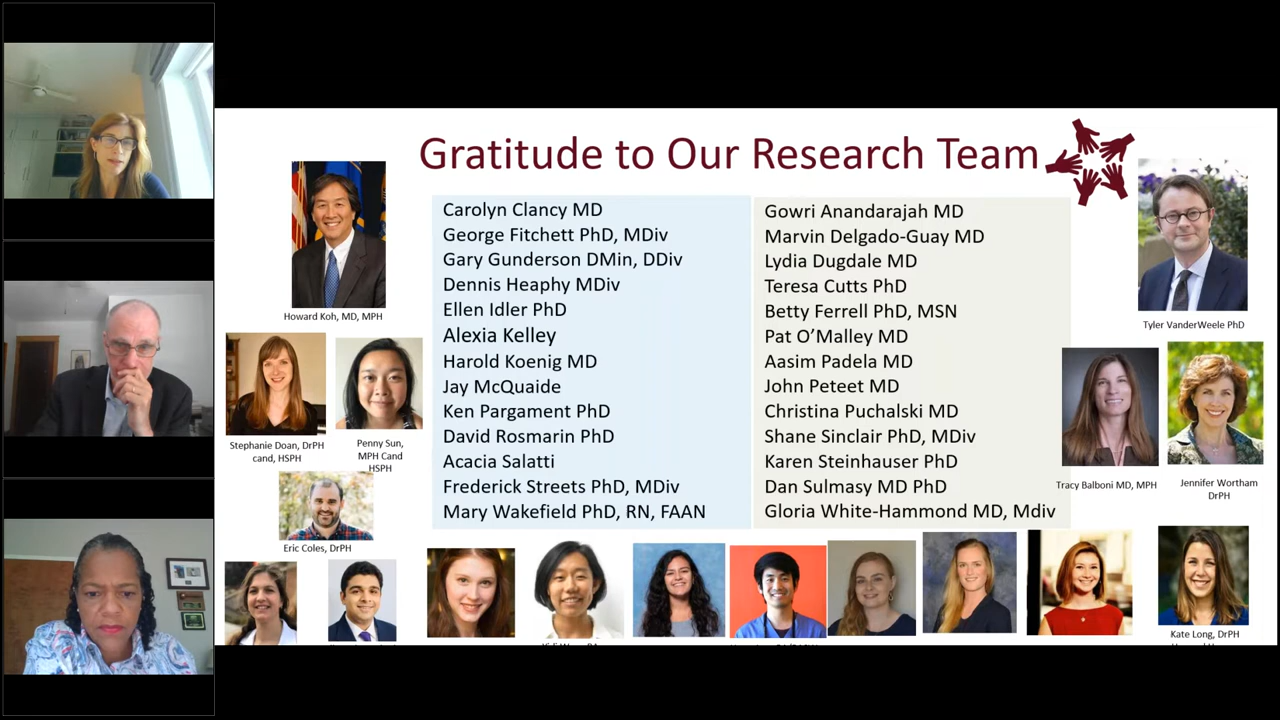 Gratitude to Our Research Team
Howard Koh, MD, MPH
Stephanie Doan, DrPH
cand, HSPH
Penny Sun,
MPH Cand
HSPH
Eric Coles, DrPH
Carolyn Clancy MD
George Fitchett PhD, MDiv
Gary Gunderson DMin, DDiv
Dennis Heaphy MDiv
Ellen Idler PhD
Alexia Kelley
Harold Koenig MD
Jay McQuaide
Ken Pargament PhD
David Rosmarin PhD
Acacia Salatti
Frederick Streets PhD, MDiv
Mary Wakefield PhD, RN, FAAN
Gowri Anandarajah MD
Marvin Delgado-Guay MD
Lydia Dugdale MD
Teresa Cutts PhD
Betty Ferrell PhD, MSN
Pat O’Malley MD
Aasim Padela MD
John Peteet MD
Christina Puchalski MD
Shane Sinclair PhD, MDiv
Karen Steinhauser PhD
Dan Sulmasy MD PhD
Gloria White-Hammond MD, Mdiv
Tyler VanderWeele PhD
Tracy Balboni MD, MPH
Jennifer Wortham
DrPH
Kate Long, DrPH